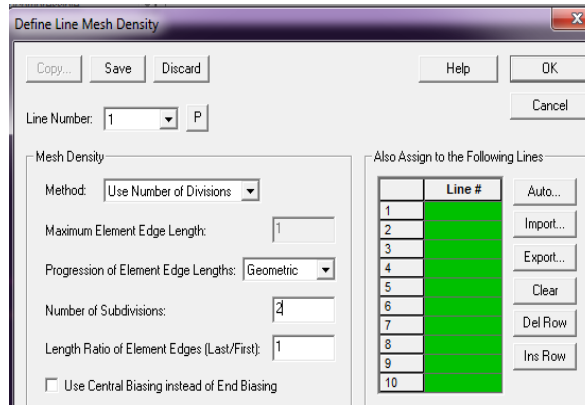 Define Line Mesh Density
X
Copy... Save Discard Help OK
Cancel
Line Number: 1 P
Mesh Density
Method: Use Number of Divisions
Maximum Element Edge Length: 1
Progression of Element Edge Lengths: Geometric
Number of Subdivisions: 2
Length Ratio of Element Edges (Last/First): 1
Use Central Biasing instead of End Biasing
Also Assign to the Following Lines
Line #
1
2
3
4
5
6
7
8
9
10
Auto...
Import...
Export...
Clear
Del Row
Ins Row